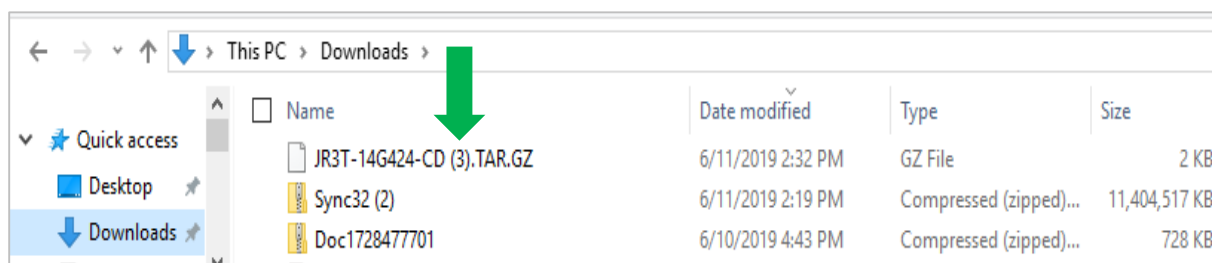 This PC > Downloads >
Name Date modified Type Size
Quick access
JR3T-14G424-CD (3).TAR.GZ 6/11/2019 2:32 PM GZ File 2 KB
Desktop
Sync32 (2) 6/11/2019 2:19 PM Compressed (zipped)... 11,404,517 KB
Downloads
Doc1728477701 6/10/2019 4:43 PM Compressed (zipped)... 728 KB